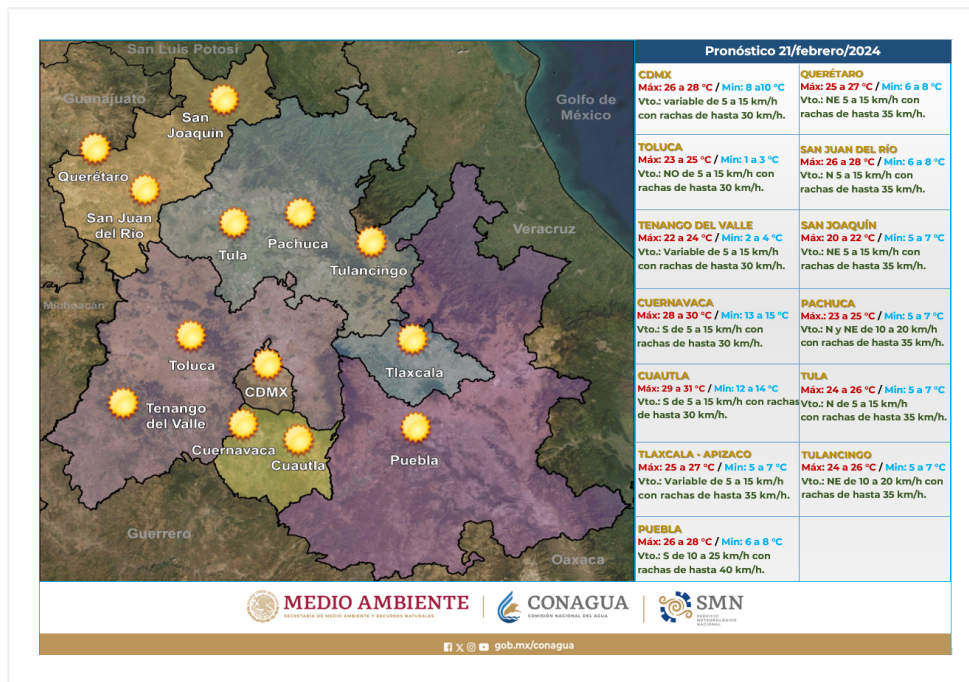 San Luis Potosí
Guanajuato
San
Joaquín
Golfo de
México
Querétaro
San Juan
del Río
Tula
Pachuca
Tulancingo
Veracruz
Michoacán
Toluca
CDMX
Tlaxcala
Tenango
del Valle
Cuernavaca
Cuautla
Puebla
Guerrero
Oaxaca
Pronóstico 21/febrero/2024
CDMX
Máx: 26 a 28 °C / Min: 8 a10 °C
Vto.: variable de 5 a 15 km/h
con rachas de hasta 30 km/h.
QUERÉTARO
Máx: 25 a 27 °C / Min: 6 a 8 °C
Vto.: NE 5 a 15 km/h con
rachas de hasta 35 km/h.
TOLUCA
Máx: 23 a 25 °C / Min: 1 a 3 °C
Vto.: NO de 5 a 15 km/h con
rachas de hasta 30 km/h.
SAN JUAN DEL RÍO
Máx: 26 a 28 °C / Min: 6 a 8 °C
Vto.: N 5 a 15 km/h con
rachas de hasta 35 km/h.
TENANGO DEL VALLE
Máx: 22 a 24 °C / Min: 2 a 4 °C
Vto.: Variable de 5 a 15 km/h
con rachas de hasta 30 km/h.
SAN JOAQUÍN
Máx: 20 a 22 °C / Min: 5 a 7 °C
Vto.: NE 5 a 15 km/h con
rachas de hasta 35 km/h.
CUERNAVACA
Máx: 28 a 30 °C / Min: 13 a 15 °C
Vto.: S de 5 a 15 km/h con
rachas de hasta 30 km/h.
PACHUCA
Máx.: 23 a 25 °C / Min: 5 a 7 °C
Vto.: N y NE de 10 a 20 km/h
con rachas de hasta 35 km/h.
CUAUTLA
Máx: 29 a 31 °C / Min: 12 a 14 °C
Vto.: S de 5 a 15 km/h con rachas
de hasta 30 km/h.
TULA
Máx: 24 a 26 °C / Min: 5 a 7 °C
Vto.: N de 5 a 15 km/h
con rachas de hasta 35 km/h.
TLAXCALA - APIZACO
Máx: 25 a 27 °C / Min: 5 a 7 °C
Vto.: Variable de 5 a 15 km/h
con rachas de hasta 35 km/h.
TULANCINGO
Máx: 24 a 26 °C / Min: 5 a 7 °C
Vto.: NE de 10 a 20 km/h con
rachas de hasta 35 km/h.
PUEBLA
Máx: 26 a 28 °C / Min: 6 a 8 °C
Vto.: S de 10 a 25 km/h con
rachas de hasta 40 km/h.
MEDIO AMBIENTE
SECRETARÍA DE MEDIO AMBIENTE Y RECURSOS NATURALES
CONAGUA
COMISIÓN NACIONAL DEL AGUA
SMN
SERVICIO
METEOROLÓGICO
NACIONAL
gob.mx/conagua